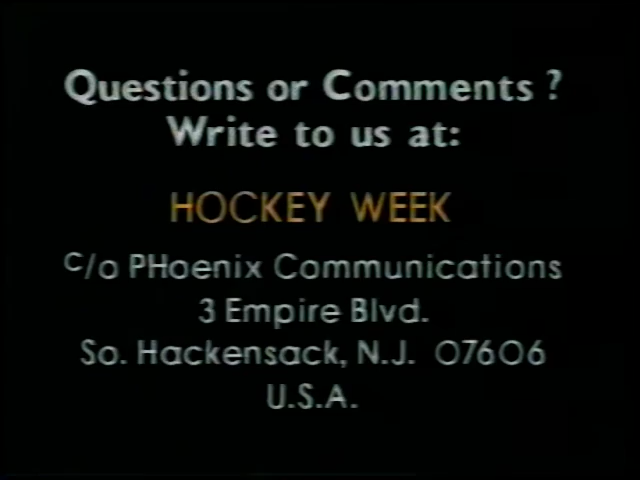 Questions or Comments ?
Write to us at:
HOCKEY WEEK
c/o PHoenix Communications
3 Empire Blvd.
So. Hackensack, N.J. 07606
U.S.A.